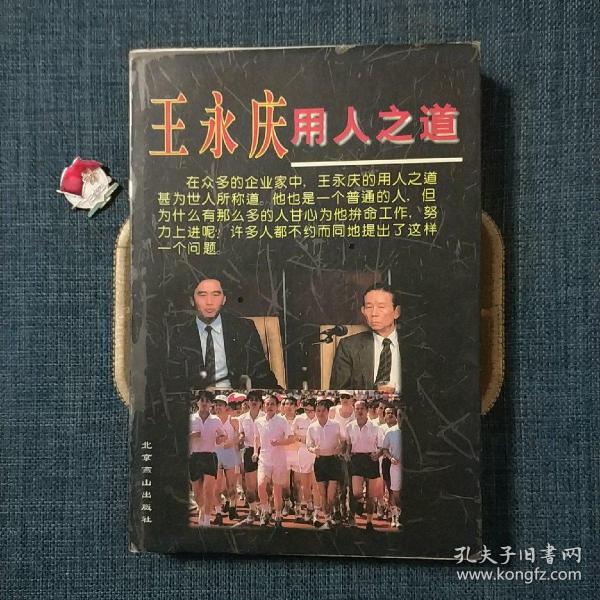 王永庆用人之道
在众多的企业家中，王永庆的用人之道
甚为世人所称道。他也是一个普通的人，但
为什么有那么多的人甘心为他拚命工作，努
力上进呢？许多人都不约而同地提出了这样
一个问题。
北京燕山出版社
孔夫子旧书网
www.kongfz.com